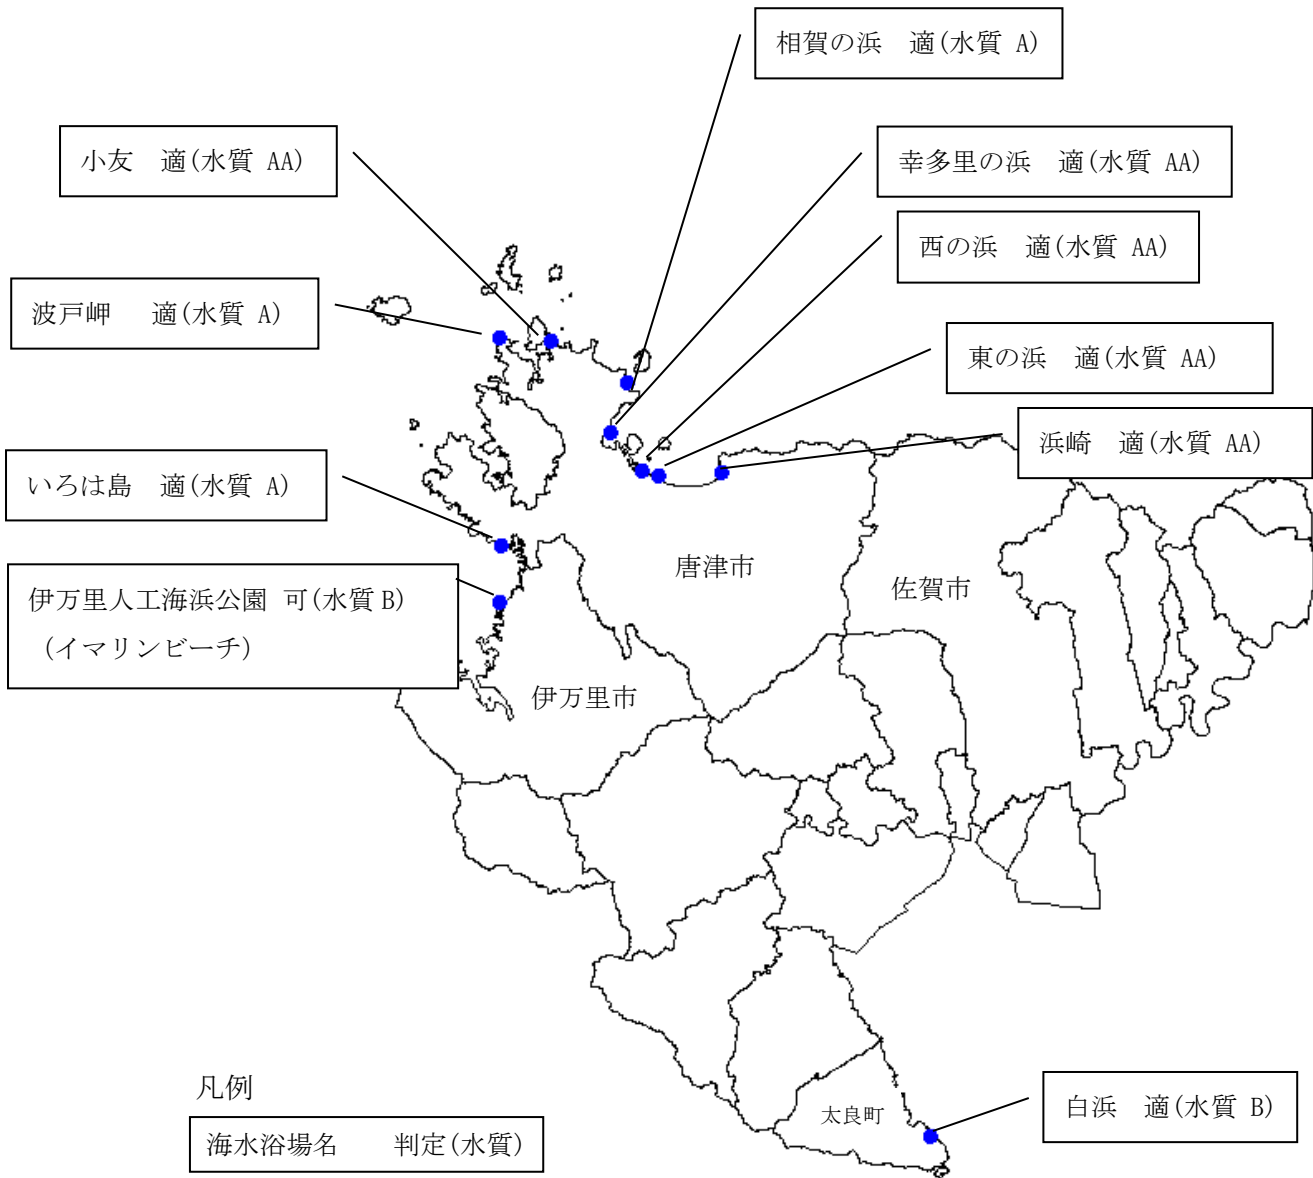 相賀の浜　適(水質 A)
小友　適(水質 AA)
幸多里の浜　適(水質 AA)
西の浜　適(水質 AA)
波戸岬　 適(水質 A)
東の浜　適(水質 AA)
浜崎　適(水質 AA)
いろは島　適(水質 A)
唐津市
佐賀市
伊万里人工海浜公園 可(水質 B)
(イマリンビーチ)
伊万里市
凡例
海水浴場名　　判定(水質)
太良町
白浜　適(水質 B)